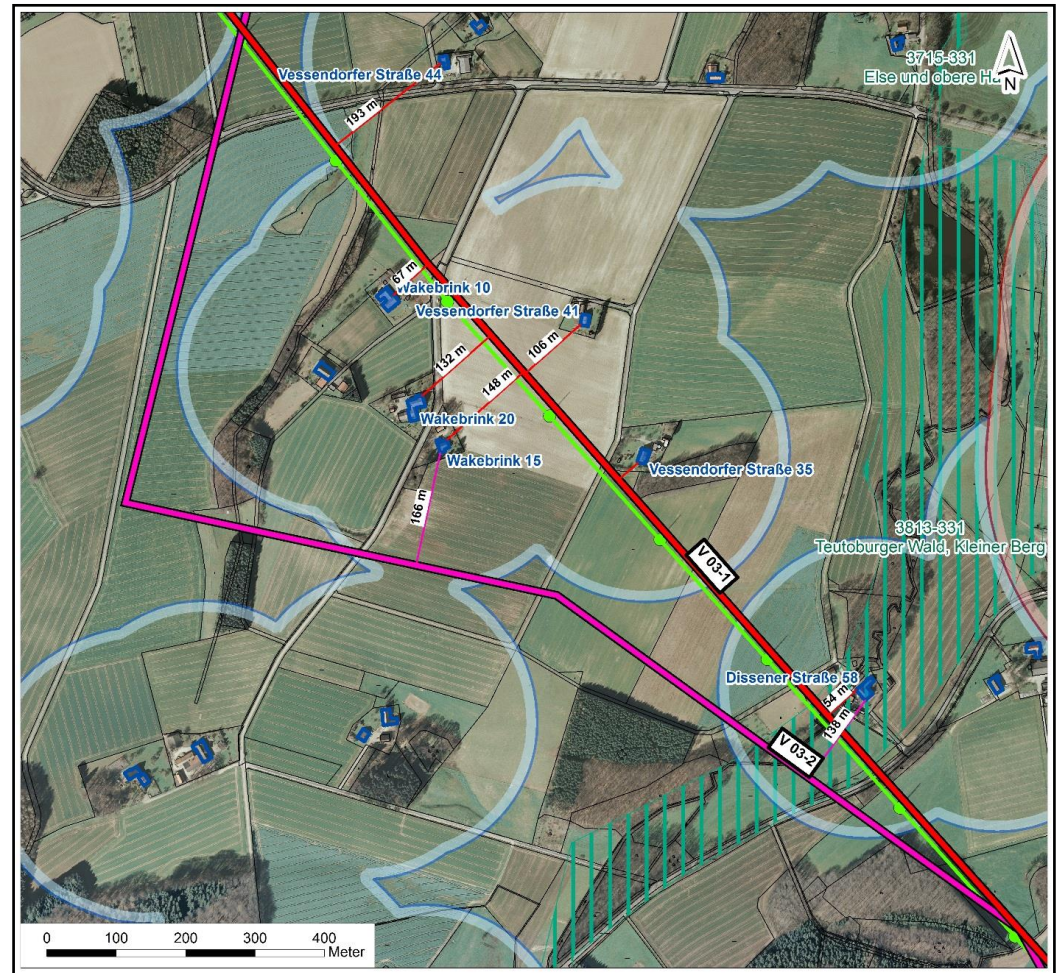 3715-331
Else und obere Ha
N
Vessendorfer Straße 44
193 m
67 m
Wakebrink 10
Vessendorfer Straße 41
106 m
132 m
148 m
Wakebrink 20
Wakebrink 15
Vessendorfer Straße 35
166 m
3813-331
Teutoburger Wald, Kleiner Berg
V 03-1
Dissener Straße 58
54 m
138 m
V 03-2
0 100 200 300 400
Meter